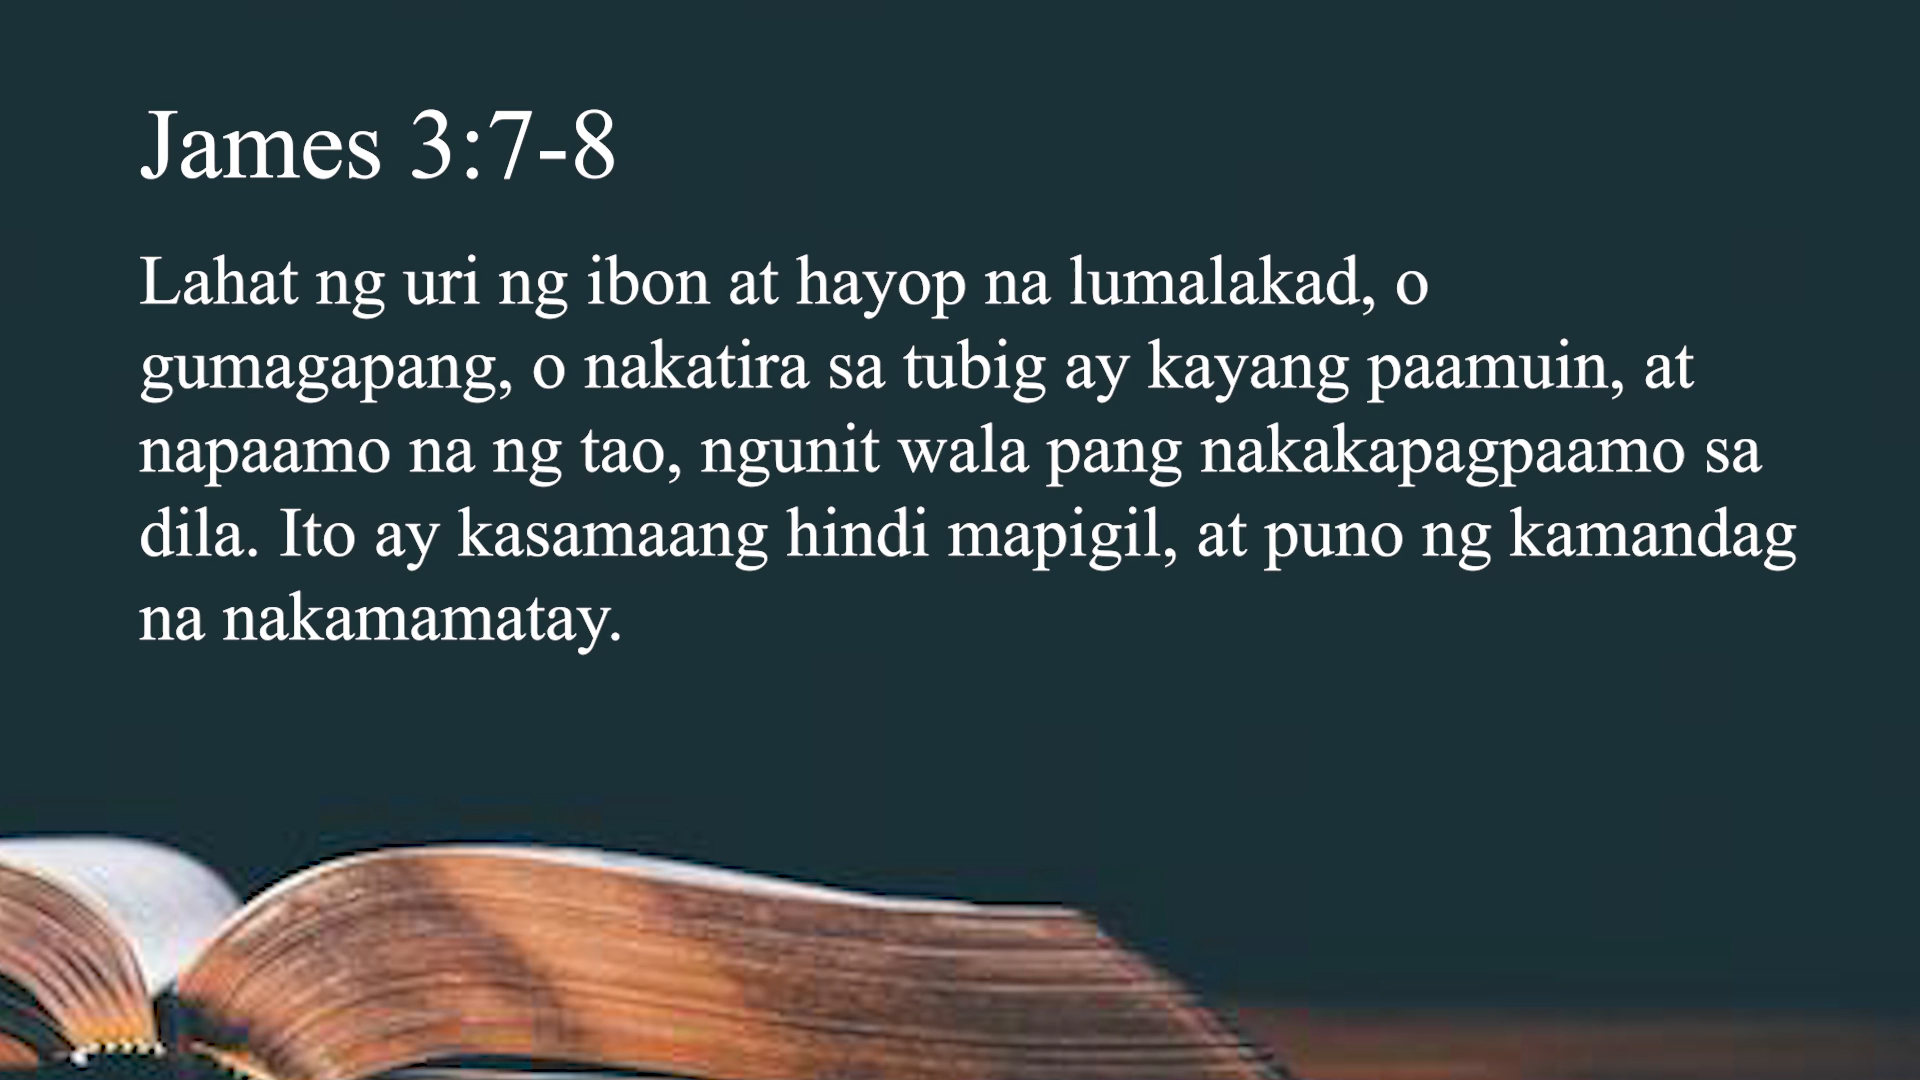 James 3:7-8
Lahat ng uri ng ibon at hayop na lumalakad, o
gumagapang, o nakatira sa tubig ay kayang paamuin, at
napaamo na ng tao, ngunit wala pang nakakapagpaamo sa
dila. Ito ay kasamaang hindi mapigil, at puno ng kamandag
na nakamamatay.